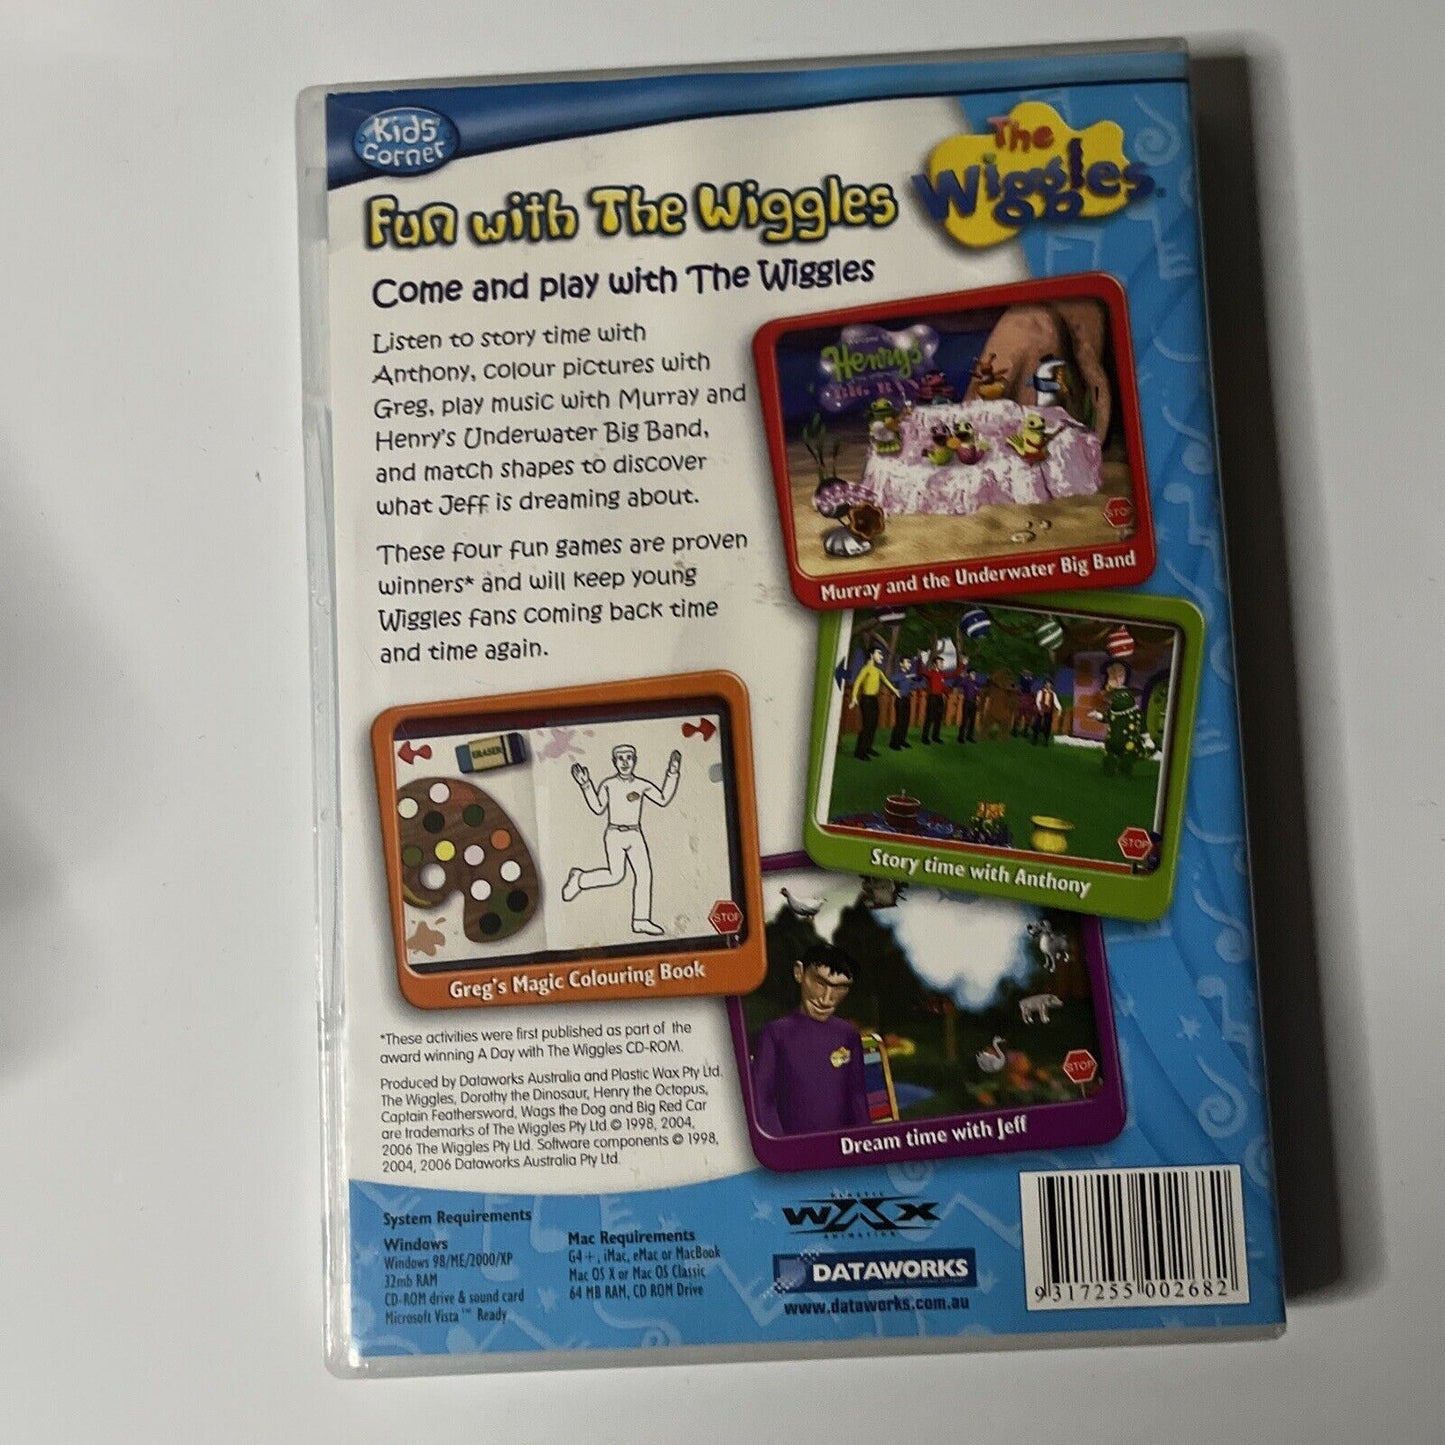 Kids
Corner
The
Wiggles
Fun with The Wiggles
Come and play with The Wiggles
Listen to story time with
Anthony, colour pictures with
Greg, play music with Murray and
Henry's Underwater Big Band,
and match shapes to discover
what Jeff is dreaming about.
These four fun games are proven
winners* and will keep young
Wiggles fans coming back time
and time again.
Henry's
BIG
STOP
Murray and the Underwater Big Band
STOP
Story time with Anthony
ERASER
STOP
Greg's Magic Colouring Book
STOP
Dream time with Jeff
*These activities were first published as part of the
award winning A Day with The Wiggles CD-ROM.
Produced by Dataworks Australia and Plastic Wax Pty Ltd.
The Wiggles, Dorothy the Dinosaur, Henry the Octopus,
Captain Feathersword, Wags the Dog and Big Red Car
are trademarks of The Wiggles Pty Ltd © 1998, 2004,
2006 The Wiggles Pty Ltd. Software components © 1998,
2004, 2006 Dataworks Australia Pty Ltd.
System Requirements
Windows
Windows 98/ME/2000/XP
32mb RAM
CD-ROM drive & sound card
Microsoft Vista™ Ready
Mac Requirements
G4+, iMac, eMac or MacBook
Mac OS X or Mac OS Classic
64 MB RAM, CD ROM Drive
PLASTIC
WAX
ANIMATION
DATAWORKS
www.dataworks.com.au
9 317255 002682